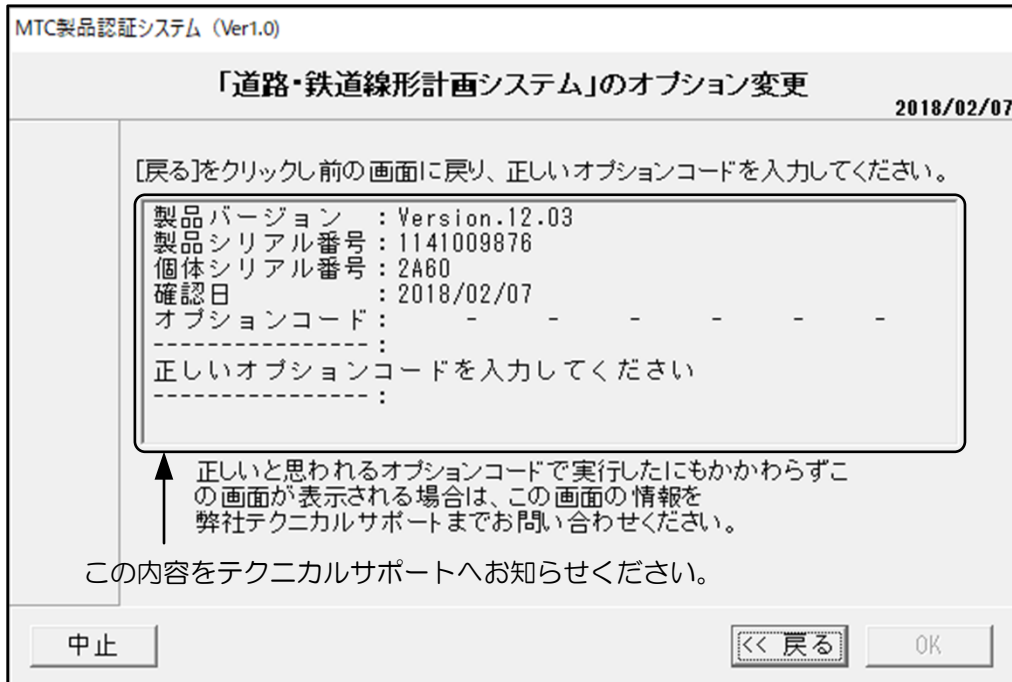 MTC製品認証システム（Ver1.0)
「道路・鉄道線形計画システム」のオプション変更
2018/02/07
[戻る]をクリックし前の画面に戻り、正しいオプションコードを入力してください。
製品バージョン　：Version.12.03
製品シリアル番号：1141009876
個体シリアル番号：2A60
確認日　　　　　：2018/02/07
オプションコード：　　-　　-　　-　　-　　-　　-
----------------：
正しいオプションコードを入力してください
----------------：
正しいと思われるオプションコードで実行したにもかかわらずこ
の画面が表示される場合は、この画面の情報を
弊社テクニカルサポートまでお問い合わせください。
この内容をテクニカルサポートへお知らせください。
中止
<< 戻る
OK